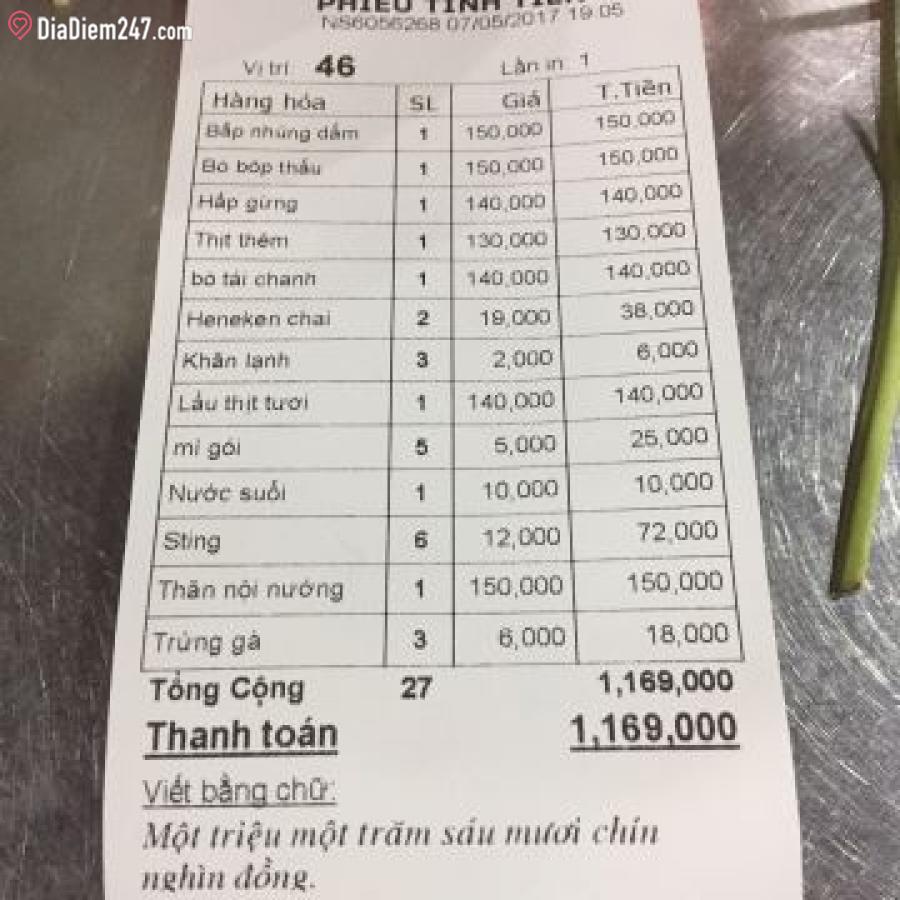 DiaDiem247.com
PHIẾU TÍNH TIỀN
NS6056268 07/05/2017 19:05
Vị trí 46 Lần in 1
Hàng hóa SL Giá T.Tiền
Bắp nhúng dấm 1 150,000 150,000
Bò bóp thấu 1 150,000 150,000
Hấp gừng 1 140,000 140,000
Thịt thêm 1 130,000 130,000
bò tái chanh 1 140,000 140,000
Heneken chai 2 19,000 38,000
Khăn lạnh 3 2,000 6,000
Lẩu thịt tươi 1 140,000 140,000
mì gói 5 5,000 25,000
Nước suối 1 10,000 10,000
Sting 6 12,000 72,000
Thăn nội nướng 1 150,000 150,000
Trứng gà 3 6,000 18,000
Tổng Cộng 27 1,169,000
Thanh toán 1,169,000
Viết bằng chữ:
Một triệu một trăm sáu mươi chín
nghìn đồng.